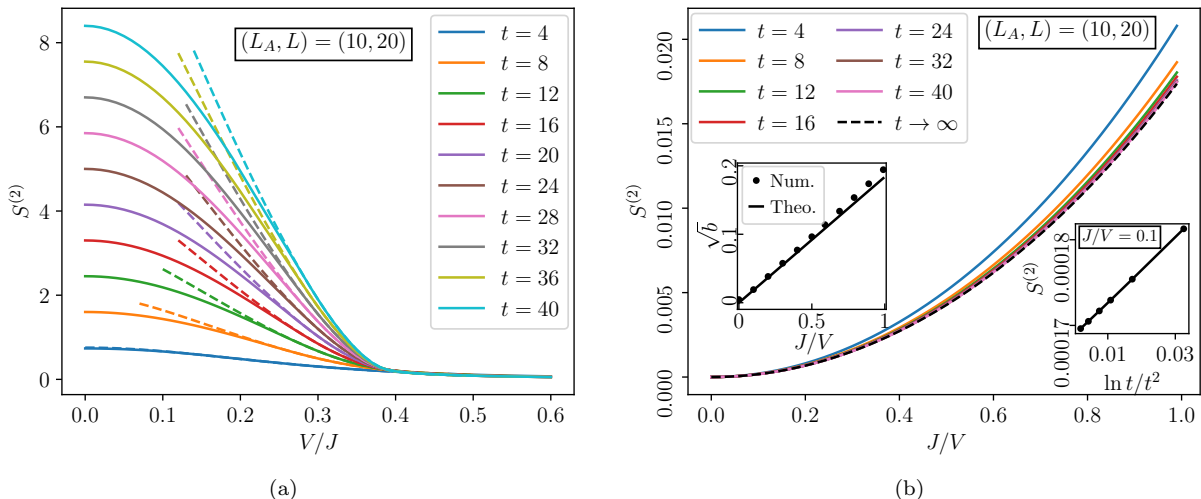 (L_A, L) = (10, 20)
t = 4
t = 8
t = 12
t = 16
t = 20
t = 24
t = 28
t = 32
t = 36
t = 40
S^{(2)}
8
6
4
2
0
0.0 0.1 0.2 0.3 0.4 0.5 0.6
V/J
(a)
t = 4 t = 24
t = 8 t = 32
t = 12 t = 40
t = 16 t → ∞
(L_A, L) = (10, 20)
S^{(2)}
0.020
0.015
0.010
0.005
0.000
0.0 0.2 0.4 0.6 0.8 1.0
J/V
Num.
Theo.
√b
0.2
0.1
0
0 0.5 1
J/V
J/V = 0.1
S^{(2)}
0.00018
0.00017
0.01 0.03
ln t/t^2
(b)